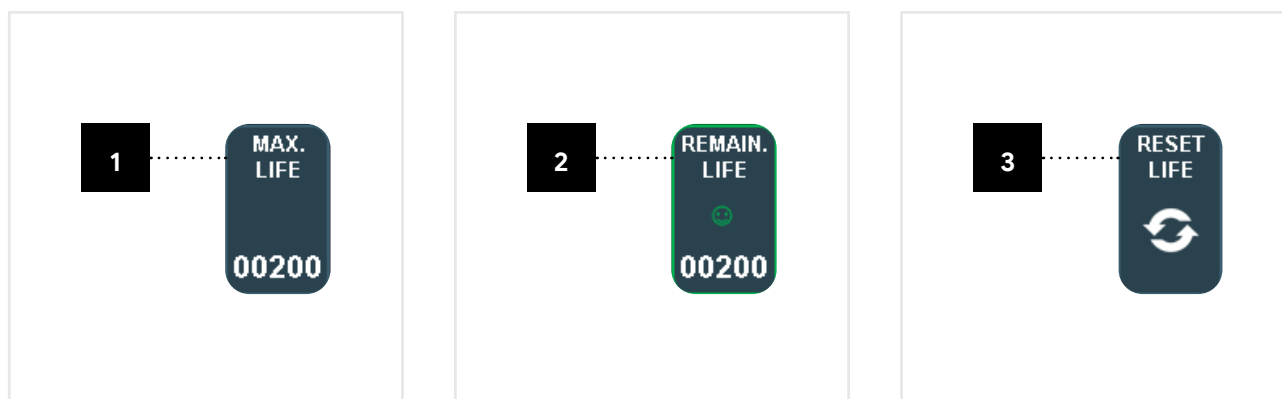 1
MAX.
LIFE
00200
2
REMAIN.
LIFE
00200
3
RESET
LIFE